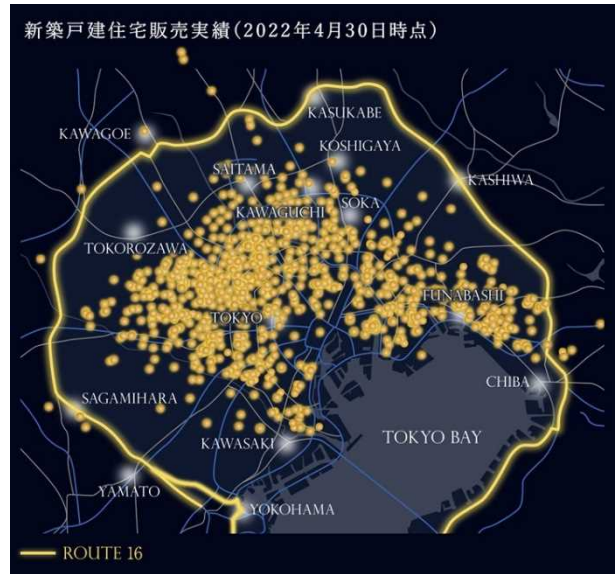 新築戸建住宅販売実績(2022年4月30日時点)
KASUKABE
KAWAGOE
KOSHIGAYA
SAITAMA
KASHIWA
KAWAGUCHI
SOKA
TOKOROZAWA
FUNABASHI
TOKYO
CHIBA
SAGAMIHARA
KAWASAKI
TOKYO BAY
YAMATO
YOKOHAMA
ROUTE 16